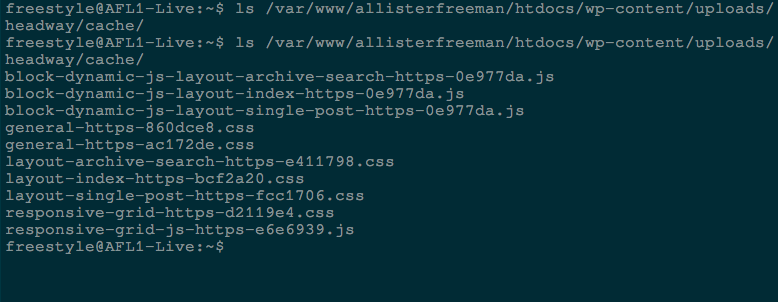 freestyle@AFL1-Live:~$ ls /var/www/allisterfreeman/htdocs/wp-content/uploads/
headway/cache/
freestyle@AFL1-Live:~$ ls /var/www/allisterfreeman/htdocs/wp-content/uploads/
headway/cache/
block-dynamic-js-layout-archive-search-https-0e977da.js
block-dynamic-js-layout-index-https-0e977da.js
block-dynamic-js-layout-single-post-https-0e977da.js
general-https-860dce8.css
general-https-ac172de.css
layout-archive-search-https-e411798.css
layout-index-https-bcf2a20.css
layout-single-post-https-fcc1706.css
responsive-grid-https-d2119e4.css
responsive-grid-js-https-e6e6939.js
freestyle@AFL1-Live:~$